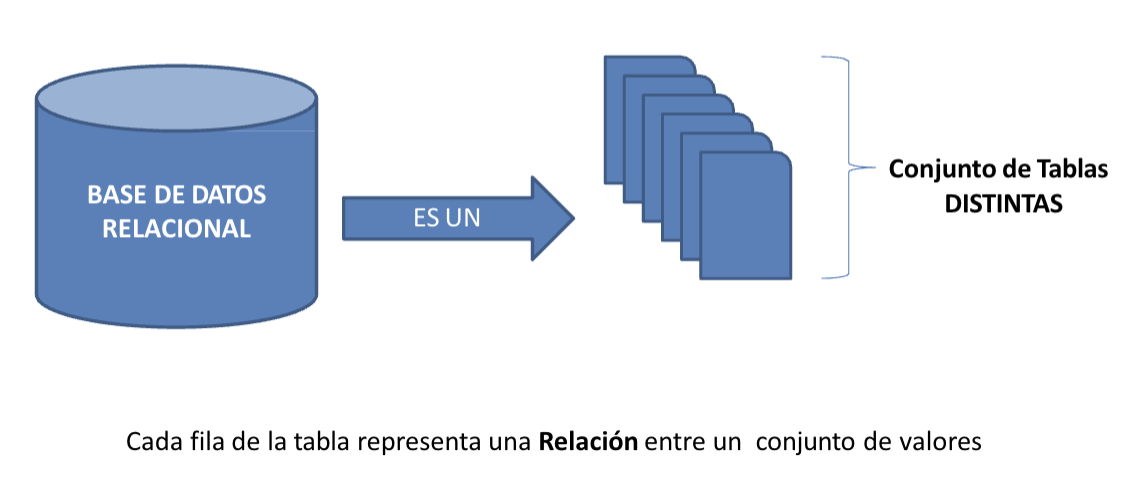 BASE DE DATOS
RELACIONAL
ES UN
Conjunto de Tablas
DISTINTAS
Cada fila de la tabla representa una Relación entre un conjunto de valores